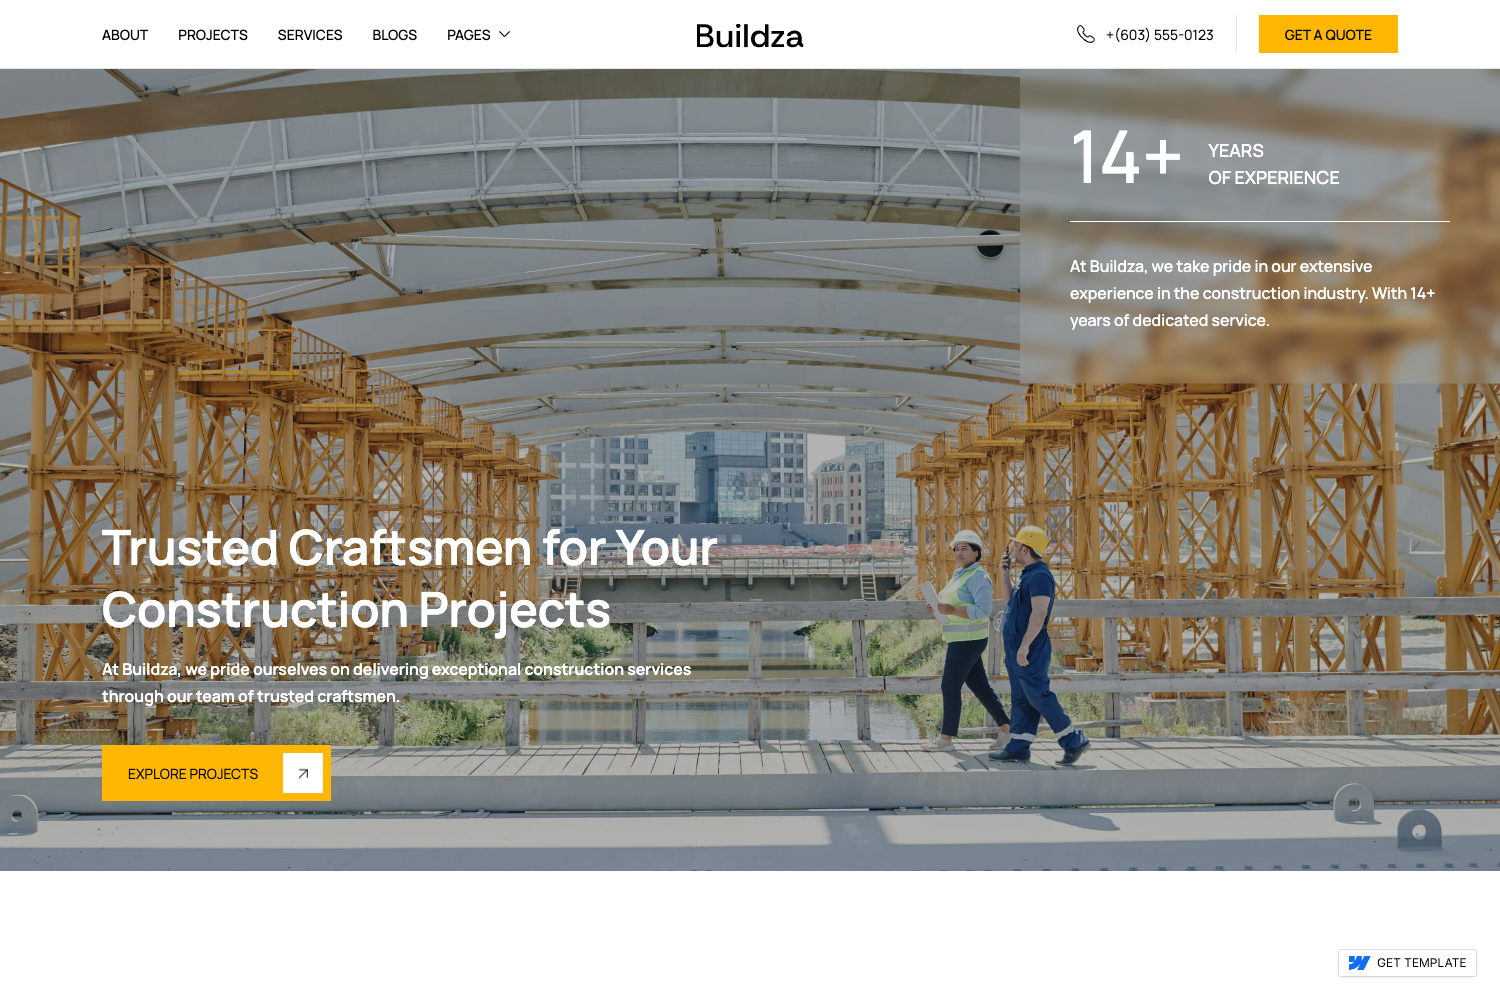 ABOUT
PROJECTS
SERVICES
BLOGS
PAGES
Buildza
+(603) 555-0123
GET A QUOTE
14+
YEARS
OF EXPERIENCE
At Buildza, we take pride in our extensive
experience in the construction industry. With 14+
years of dedicated service.
Trusted Craftsmen for Your
Construction Projects
At Buildza, we pride ourselves on delivering exceptional construction services
through our team of trusted craftsmen.
EXPLORE PROJECTS
GET TEMPLATE